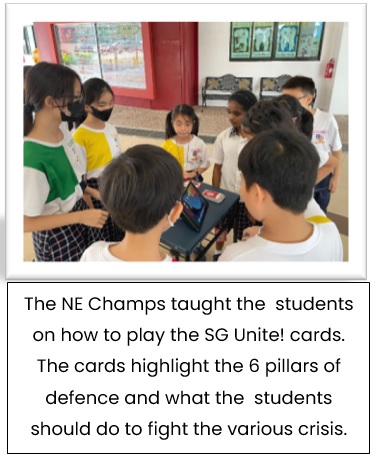 The NE Champs taught the students
on how to play the SG Unite! cards.
The cards highlight the 6 pillars of
defence and what the students
should do to fight the various crisis.